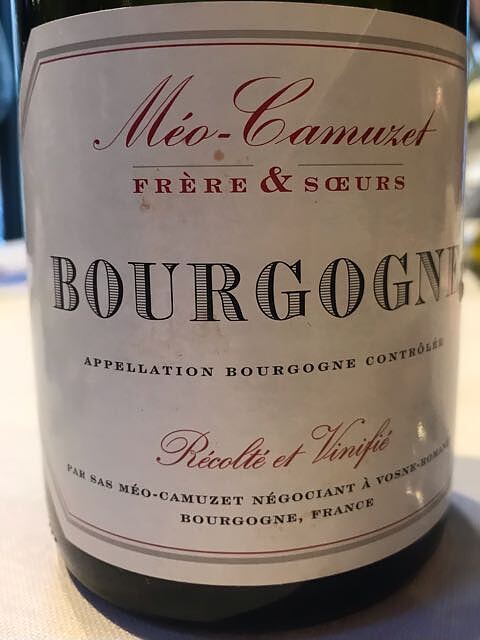 Méo-Camuzet
FRÈRE & SŒURS
BOURGOGNE
APPELLATION BOURGOGNE CONTRÔLÉE
Récolté et Vinifié
PAR SAS MÉO-CAMUZET NÉGOCIANT À VOSNE-ROMANÉE
BOURGOGNE, FRANCE